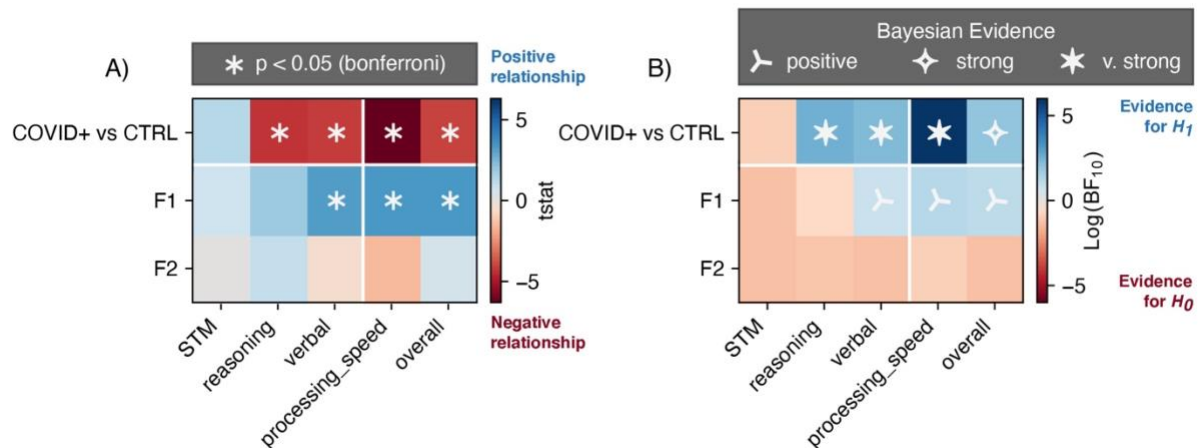 A)
∗ p < 0.05 (bonferroni)
Positive
relationship
COVID+ vs CTRL
F1
F2
5
0
−5
tstat
Negative
relationship
STM
reasoning
verbal
processing_speed
overall
B)
Bayesian Evidence
positive strong v. strong
Evidence
for H1
COVID+ vs CTRL
F1
F2
5
0
−5
Log(BF10)
Evidence
for H0
STM
reasoning
verbal
processing_speed
overall